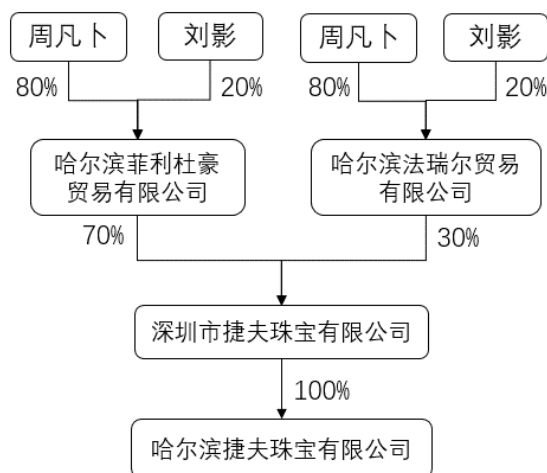 周凡卜 刘影 周凡卜 刘影
80% 20% 80% 20%
哈尔滨菲利杜豪 哈尔滨法瑞尔贸易
贸易有限公司 有限公司
70% 30%
深圳市捷夫珠宝有限公司
100%
哈尔滨捷夫珠宝有限公司